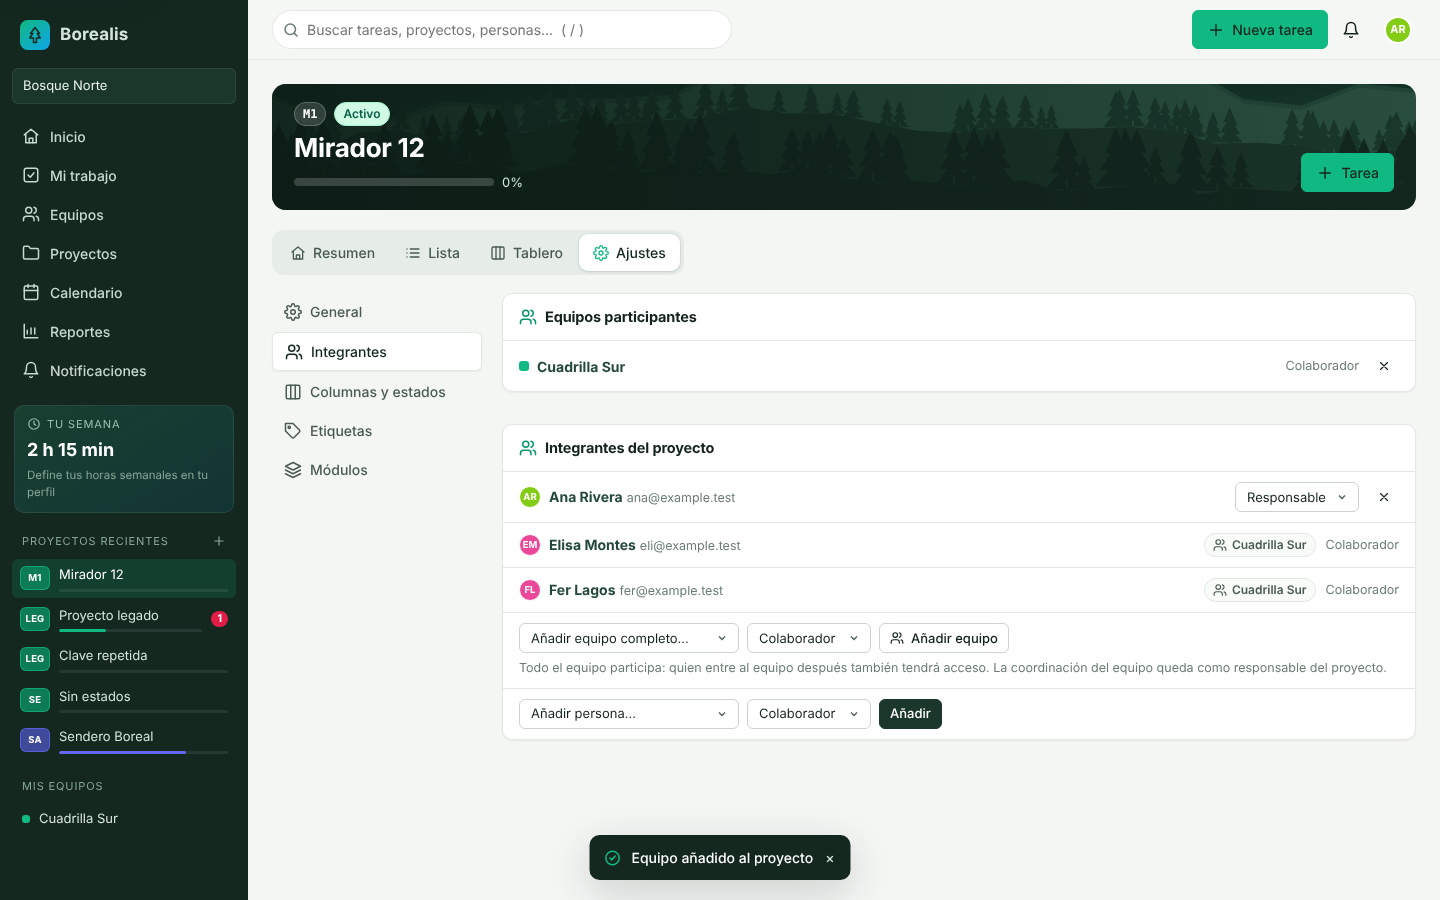 Borealis
Bosque Norte
Inicio
Mi trabajo
Equipos
Proyectos
Calendario
Reportes
Notificaciones
TU SEMANA
2 h 15 min
Define tus horas semanales en tu
perfil
PROYECTOS RECIENTES
M1 Mirador 12
LEG Proyecto legado 1
LEG Clave repetida
SE Sin estados
SA Sendero Boreal
MIS EQUIPOS
Cuadrilla Sur
Buscar tareas, proyectos, personas... ( / )
Nueva tarea
AR
M1 Activo
Mirador 12
0%
Tarea
Resumen Lista Tablero Ajustes
General
Integrantes
Columnas y estados
Etiquetas
Módulos
Equipos participantes
Cuadrilla Sur Colaborador
Integrantes del proyecto
AR Ana Rivera ana@example.test Responsable
EM Elisa Montes eli@example.test Cuadrilla Sur Colaborador
FL Fer Lagos fer@example.test Cuadrilla Sur Colaborador
Añadir equipo completo... Colaborador Añadir equipo
Todo el equipo participa: quien entre al equipo después también tendrá acceso. La coordinación del equipo queda como responsable del proyecto.
Añadir persona... Colaborador Añadir
Equipo añadido al proyecto ×